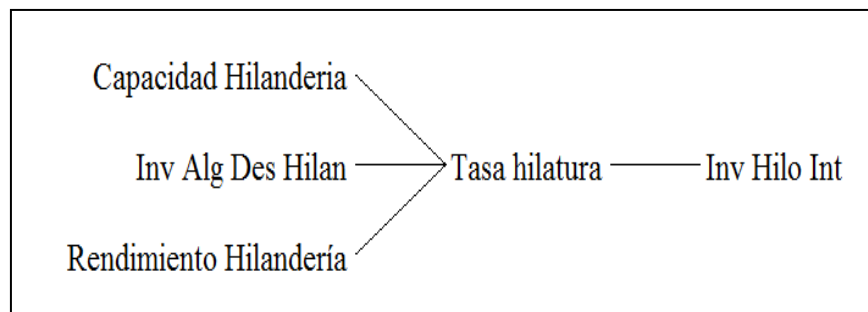 Capacidad Hilanderia
Inv Alg Des Hilan
Tasa hilatura
Inv Hilo Int
Rendimiento Hilandería